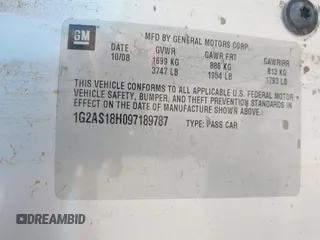 GM
MFD BY GENERAL MOTORS CORP
DATE GVWR GAWR FRT GAWR RR
10/08 1699 KG 886 KG 813 KG
3747 LB 1954 LB 1793 LB
THIS VEHICLE CONFORMS TO ALL APPLICABLE U.S. FEDERAL MOTOR
VEHICLE SAFETY, BUMPER, AND THEFT PREVENTION STANDARDS
IN EFFECT ON THE DATE OF MANUFACTURE SHOWN ABOVE.
1G2AS18H097189787 TYPE: PASS CAR
DREAMBID